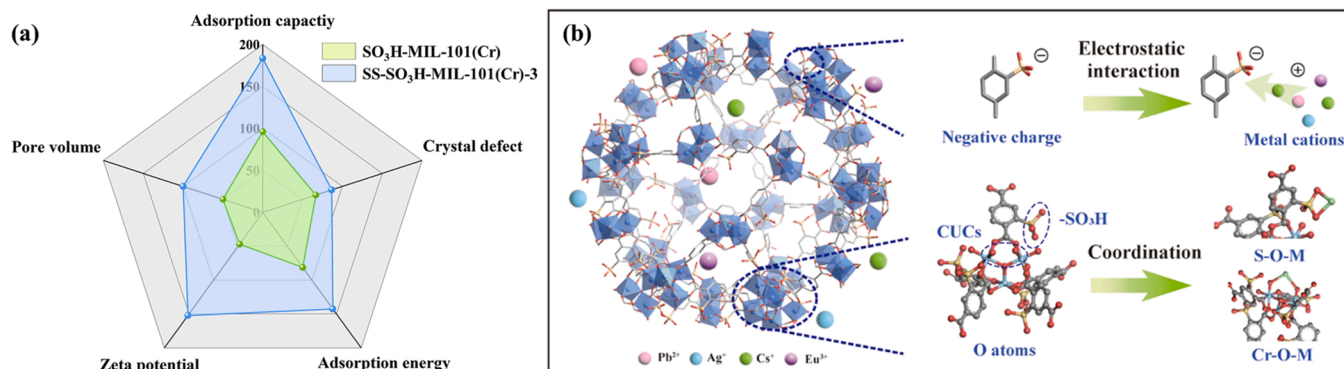 (a)
Adsorption capactiy
SO₃H-MIL-101(Cr)
SS-SO₃H-MIL-101(Cr)-3
200
150
100
50
0
Pore volume
Crystal defect
Zeta potential
Adsorption energy
(b)
Pb²⁺
Ag⁺
Cs⁺
Eu³⁺
Negative charge
Electrostatic
interaction
Metal cations
CUCs
-SO₃H
O atoms
Coordination
S-O-M
Cr-O-M